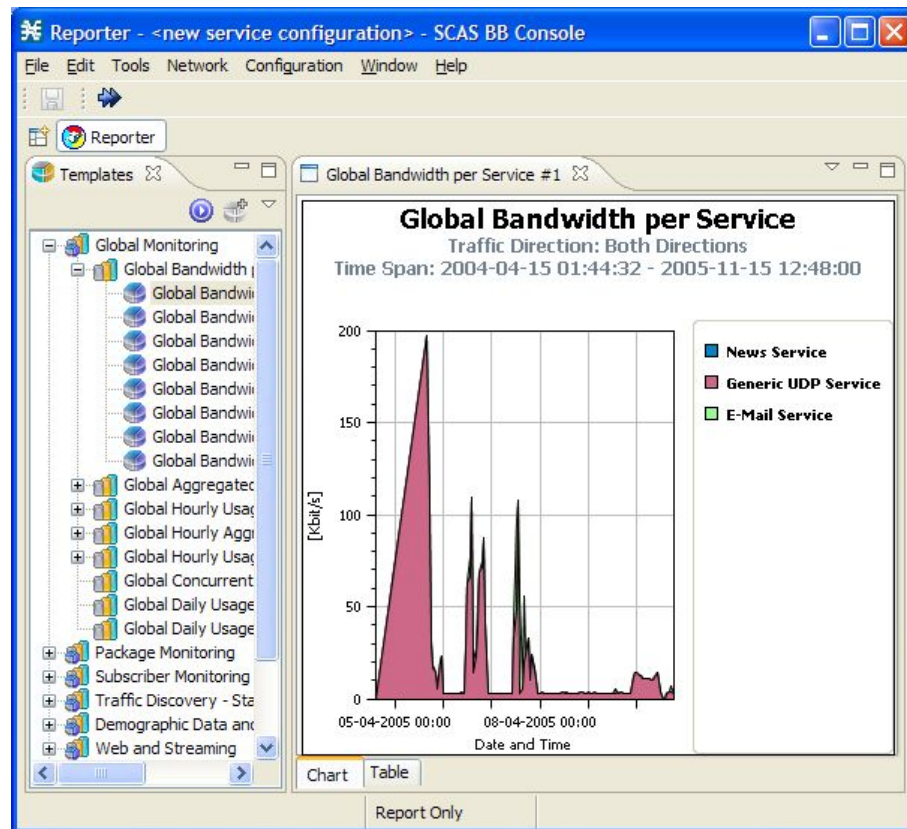 Reporter - <new service configuration> - SCAS BB Console
File Edit Tools Network Configuration Window Help
Reporter
Templates
Global Monitoring
Global Bandwidth
Global Bandwi
Global Bandwi
Global Bandwi
Global Bandwi
Global Bandwi
Global Bandwi
Global Bandwi
Global Bandwi
Global Aggregated
Global Hourly Usag
Global Hourly Aggr
Global Hourly Usag
Global Concurrent
Global Daily Usage
Global Daily Usage
Package Monitoring
Subscriber Monitoring
Traffic Discovery - Sta
Demographic Data and
Web and Streaming
Global Bandwidth per Service #1
Global Bandwidth per Service
Traffic Direction: Both Directions
Time Span: 2004-04-15 01:44:32 - 2005-11-15 12:48:00
200
150
100
50
0
[Kbit/s]
05-04-2005 00:00 08-04-2005 00:00
Date and Time
News Service
Generic UDP Service
E-Mail Service
Chart Table
Report Only